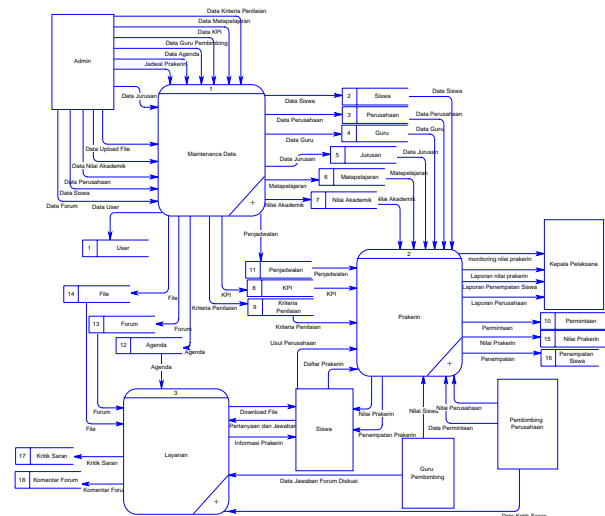 Data Kriteria Penilaian
Data Matapelajaran
Data KPI
Data Guru Pembimbing
Data Agenda
Jadwal Prakerin
Admin
Data Jurusan
1
Maintenance Data
+
Data Upload File
Data Nilai Akademik
Data Perusahaan
Data Siswa
Data Forum
Data User
1 User
Data Siswa
2 Siswa
Data Siswa
Data Perusahaan
3 Perusahaan
Data Perusahaan
Data Guru
4 Guru
Data Guru
Data Jurusan
5 Jurusan
Data Jurusan
Matapelajaran
6 Matapelajaran
Matapelajaran
Nilai Akademik
7 Nilai Akademik
Nilai Akademik
Penjadwalan
11 Penjadwalan
Penjadwalan
KPI
8 KPI
KPI
Kriteria Penilaian
9 Kriteria
Penilaian
Kriteria Penilaian
2
Prakerin
+
monitoring nilai prakerin
Laporan nilai prakerin
Laporan Penempatan Siswa
Laporan Perusahaan
Kepala Pelaksana
Permintaan
10 Permintaan
Nilai Prakerin
15 Nilai Prakerin
Penempatan
16 Penempatan
Siswa
14 File
File
13 Forum
Forum
12 Agenda
Agenda
Agenda
Forum
File
Usul Perusahaan
Daftar Prakerin
3
Layanan
+
Download File
Pertanyaan dan Jawaban
Informasi Prakerin
Siswa
Nilai Prakerin
Penempatan Prakerin
Nilai Siswa
Nilai Perusahaan
Data Permintaan
Pembimbing
Perusahaan
Guru
Pembimbing
17 Kritik Saran
Kritik Saran
18 Komentar Forum
Komentar Foru
Data Jawaban Forum Diskusi
Data Kritik Saran